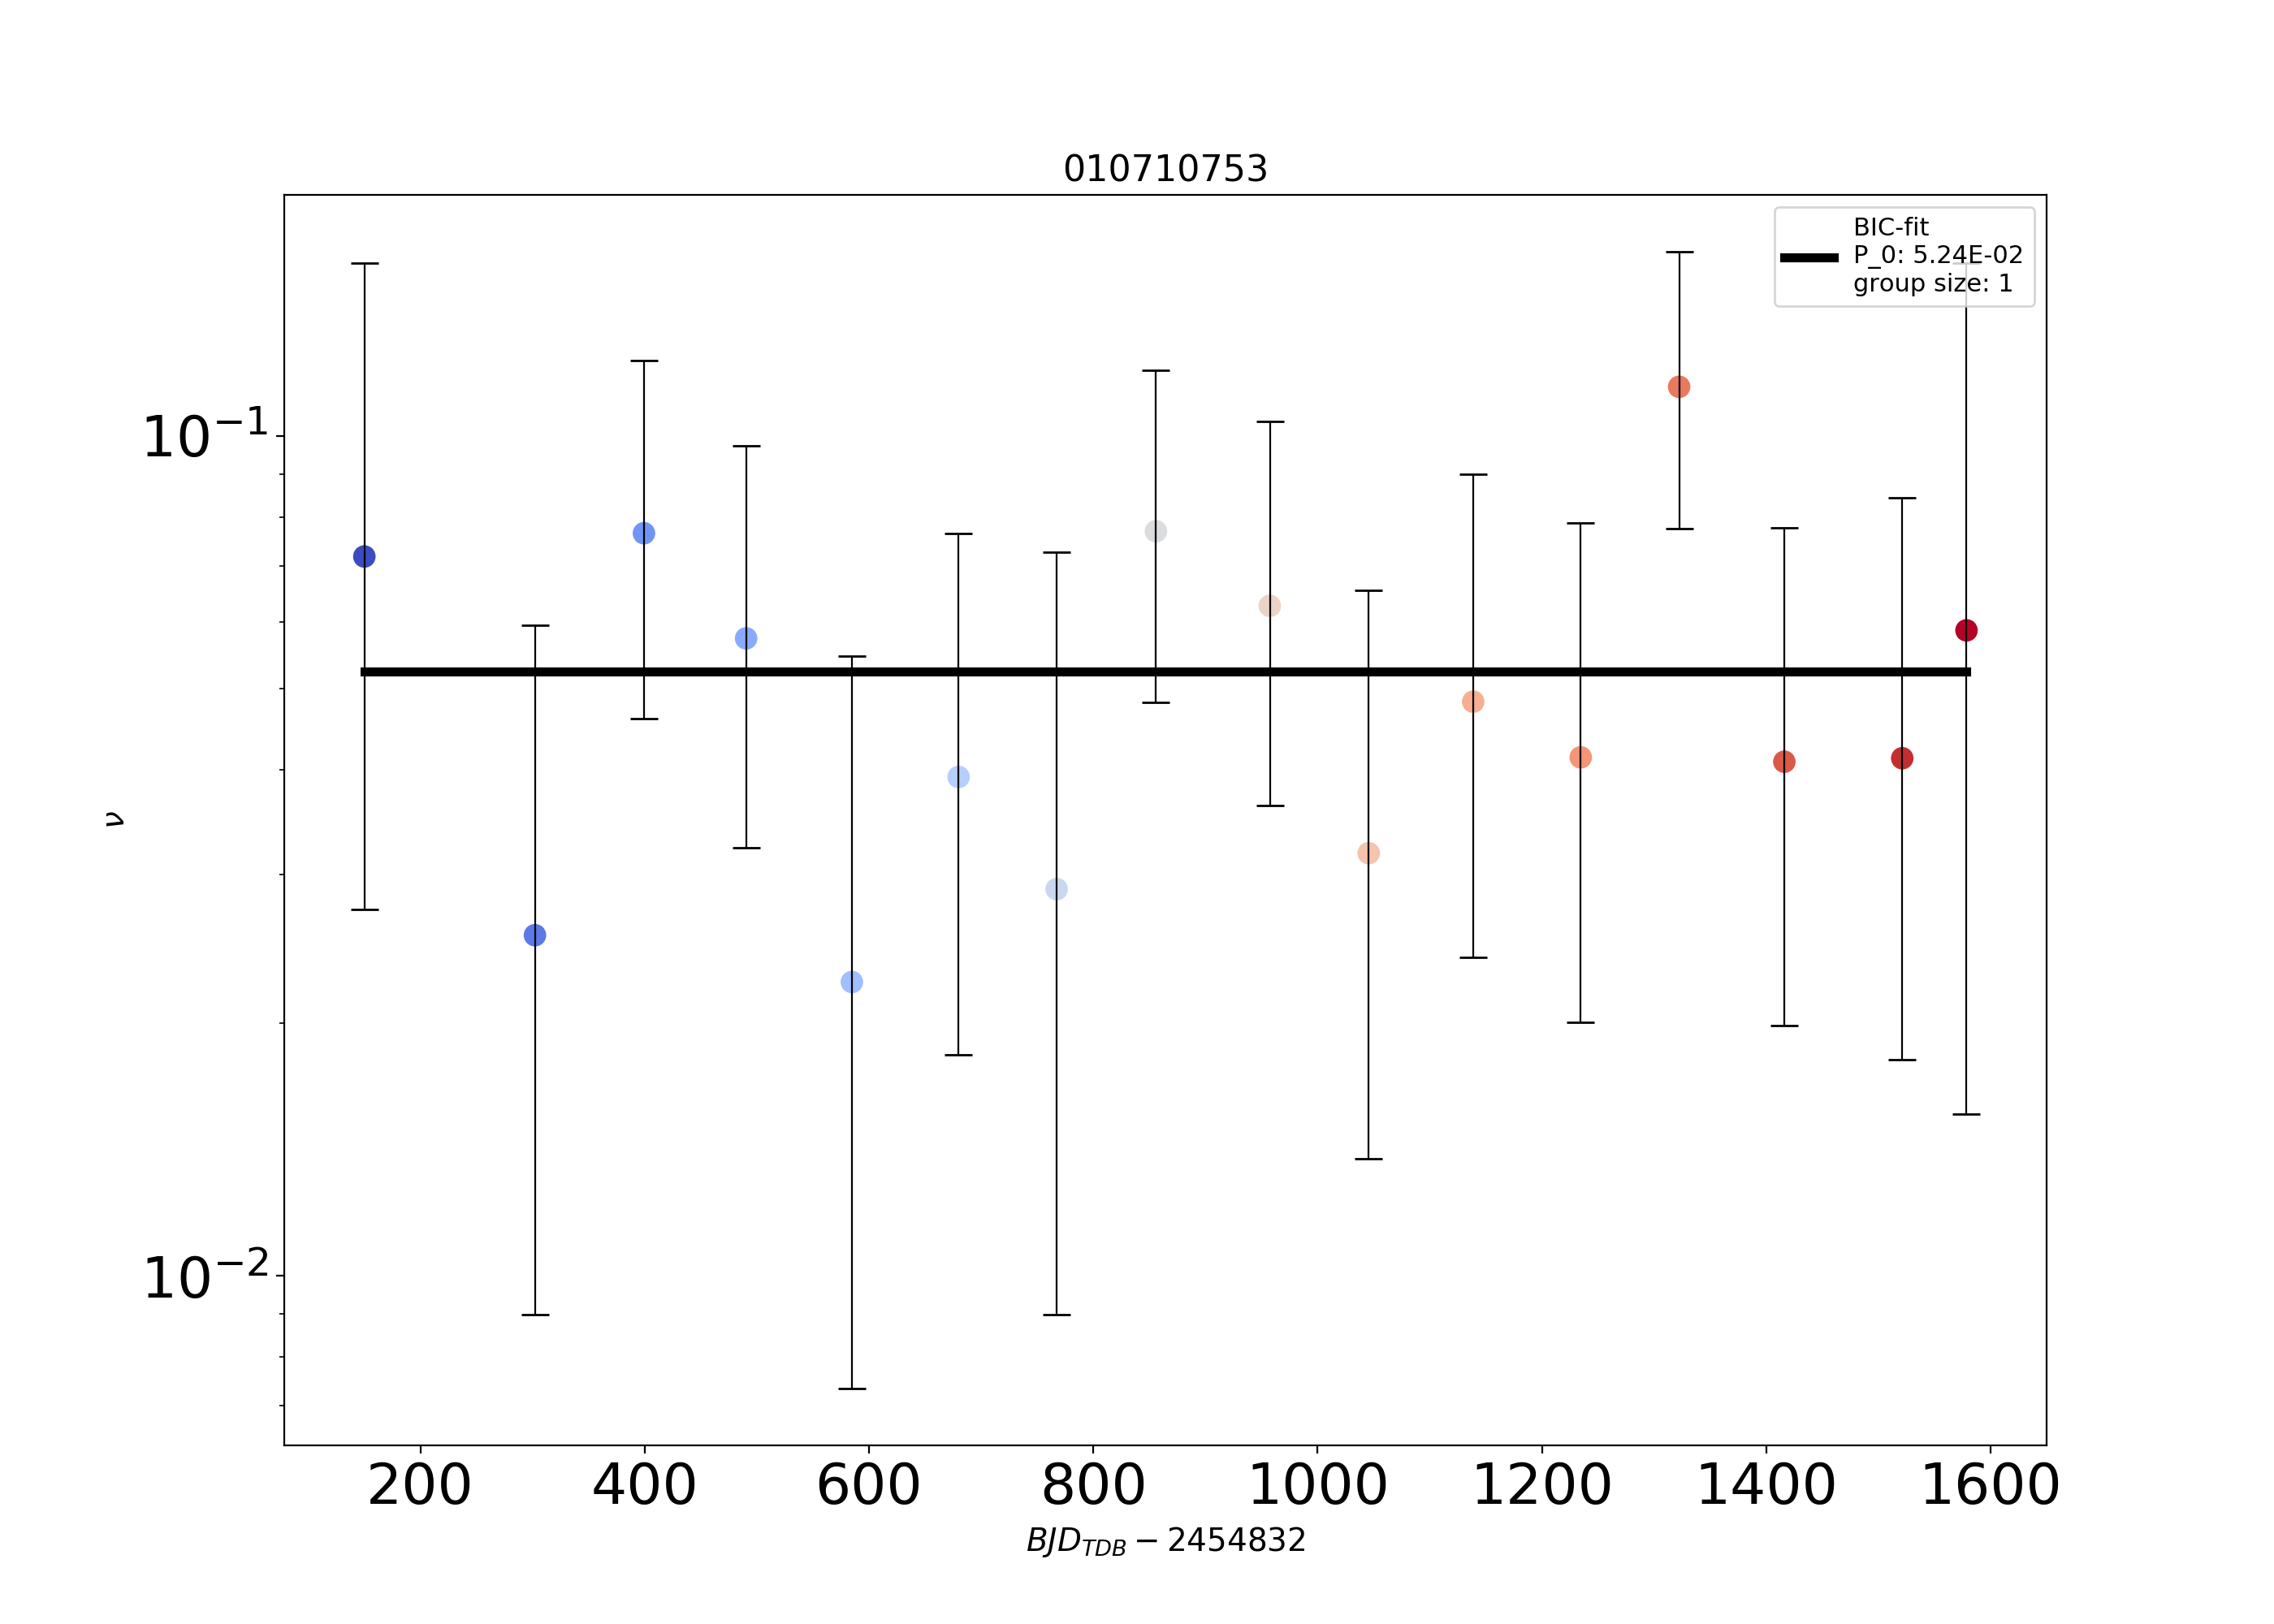 010710753
BIC-fit
P_0: 5.24E-02
group size: 1
10⁻¹
10⁻²
ν
200 400 600 800 1000 1200 1400 1600
BJD_TDB − 2454832